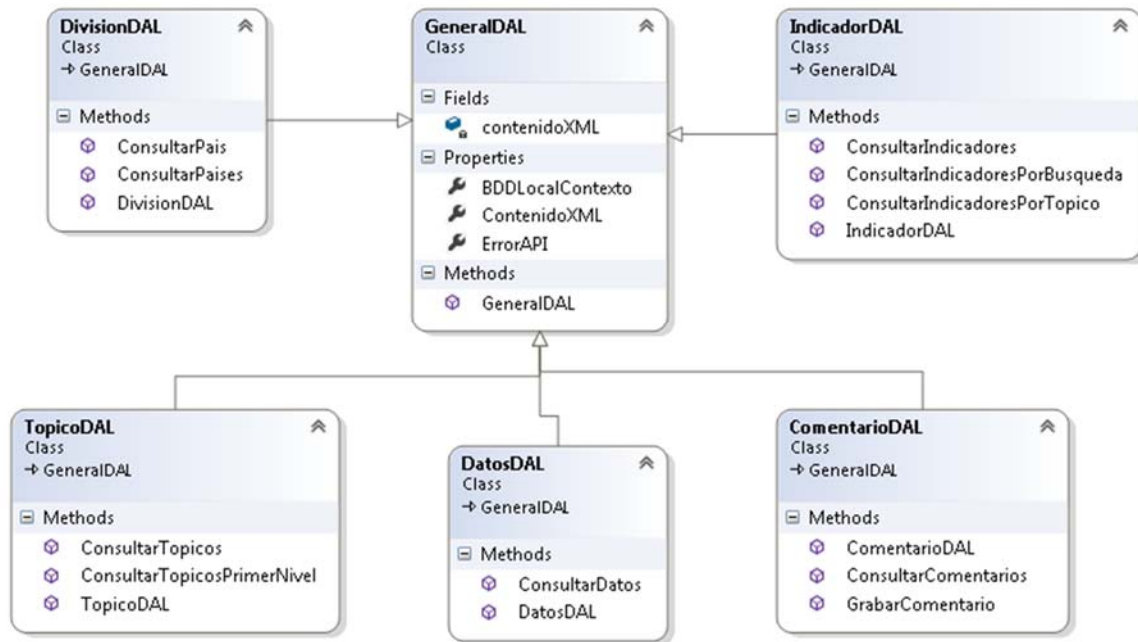 DivisionDAL
Class
GeneralDAL
Methods
ConsultarPais
ConsultarPaises
DivisionDAL
GeneralDAL
Class
Fields
contenidoXML
Properties
BDDLocalContexto
ContenidoXML
ErrorAPI
Methods
GeneralDAL
IndicadorDAL
Class
GeneralDAL
Methods
ConsultarIndicadores
ConsultarIndicadoresPorBusqueda
ConsultarIndicadoresPorTopico
IndicadorDAL
TopicoDAL
Class
GeneralDAL
Methods
ConsultarTopicos
ConsultarTopicosPrimerNivel
TopicoDAL
DatosDAL
Class
GeneralDAL
Methods
ConsultarDatos
DatosDAL
ComentarioDAL
Class
GeneralDAL
Methods
ComentarioDAL
ConsultarComentarios
GrabarComentario